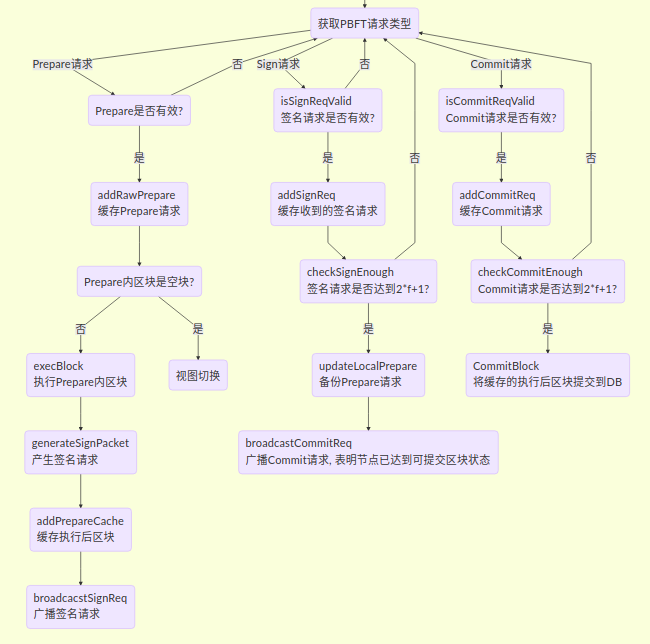 获取PBFT请求类型
Prepare请求
否
Sign请求
否
Commit请求
Prepare是否有效?
isSignReqValid
签名请求是否有效?
isCommitReqValid
Commit请求是否有效?
是
是
否
是
否
addRawPrepare
缓存Prepare请求
addSignReq
缓存收到的签名请求
addCommitReq
缓存Commit请求
Prepare内区块是空块?
checkSignEnough
签名请求是否达到2*f+1?
checkCommitEnough
Commit请求是否达到2*f+1?
否
是
是
是
execBlock
执行Prepare内区块
视图切换
updateLocalPrepare
备份Prepare请求
CommitBlock
将缓存的执行后区块提交到DB
generateSignPacket
产生签名请求
broadcastCommitReq
广播Commit请求, 表明节点已达到可提交区块状态
addPrepareCache
缓存执行后区块
broadcacstSignReq
广播签名请求